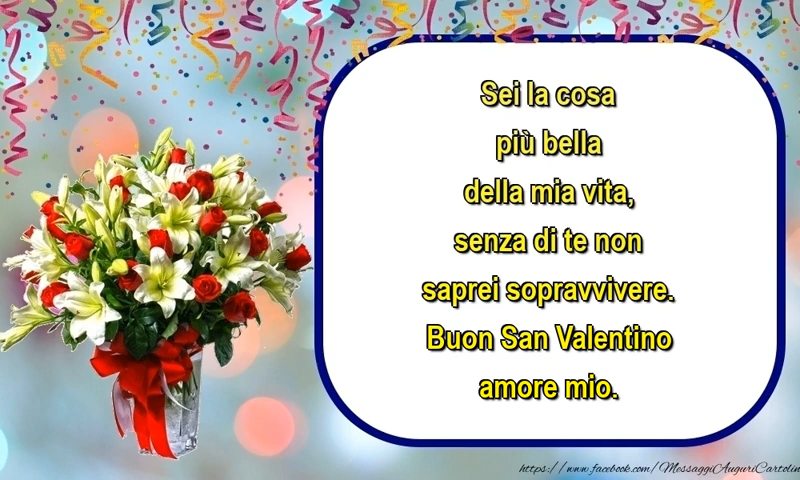 Sei la cosa
più bella
della mia vita,
senza di te non
saprei sopravvivere.
Buon San Valentino
amore mio.
https://www.facebook.com/MessaggiAuguriCartolin